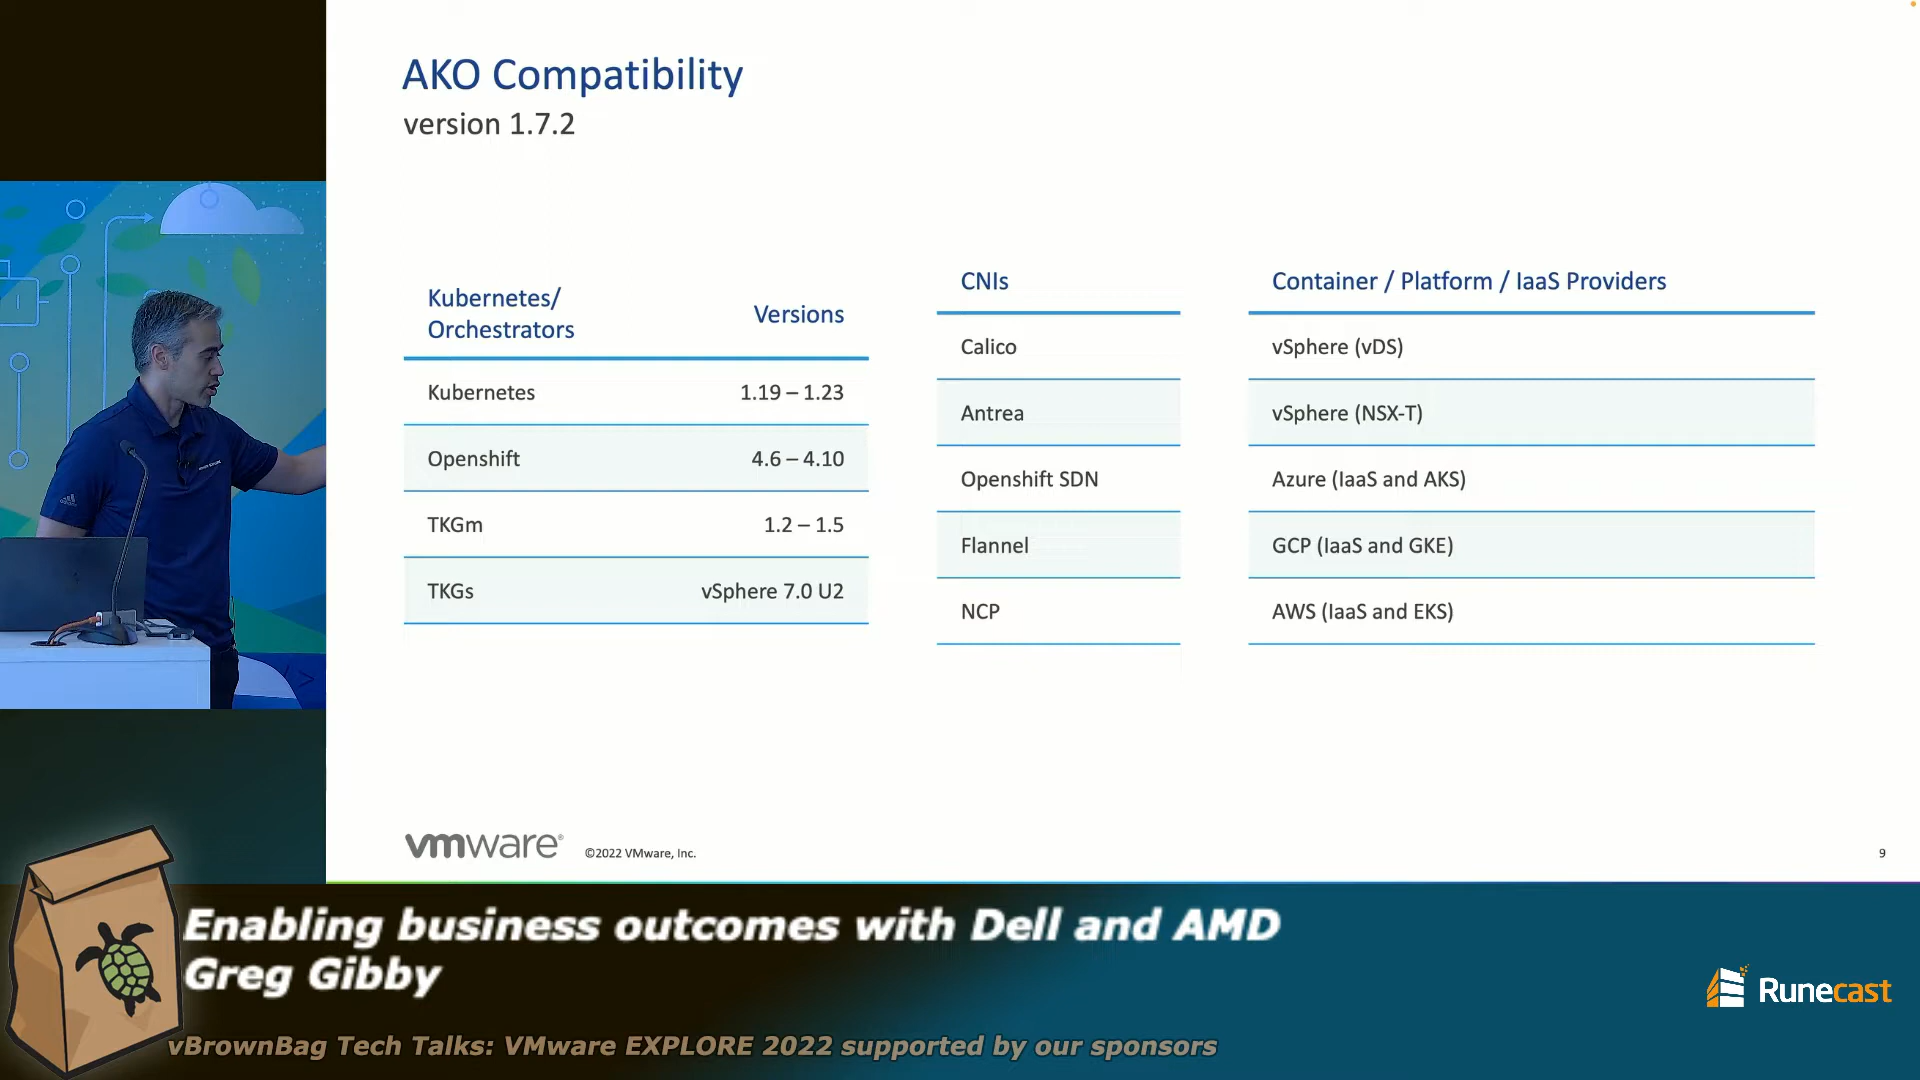 AKO Compatibility
version 1.7.2
Kubernetes/
Orchestrators
Versions
Kubernetes 1.19 – 1.23
Openshift 4.6 – 4.10
TKGm 1.2 – 1.5
TKGs vSphere 7.0 U2
CNIs
Calico
Antrea
Openshift SDN
Flannel
NCP
Container / Platform / IaaS Providers
vSphere (vDS)
vSphere (NSX-T)
Azure (IaaS and AKS)
GCP (IaaS and GKE)
AWS (IaaS and EKS)
vmware®
©2022 VMware, Inc.
9
Enabling business outcomes with Dell and AMD
Greg Gibby
Runecast
vBrownBag Tech Talks: VMware EXPLORE 2022 supported by our sponsors